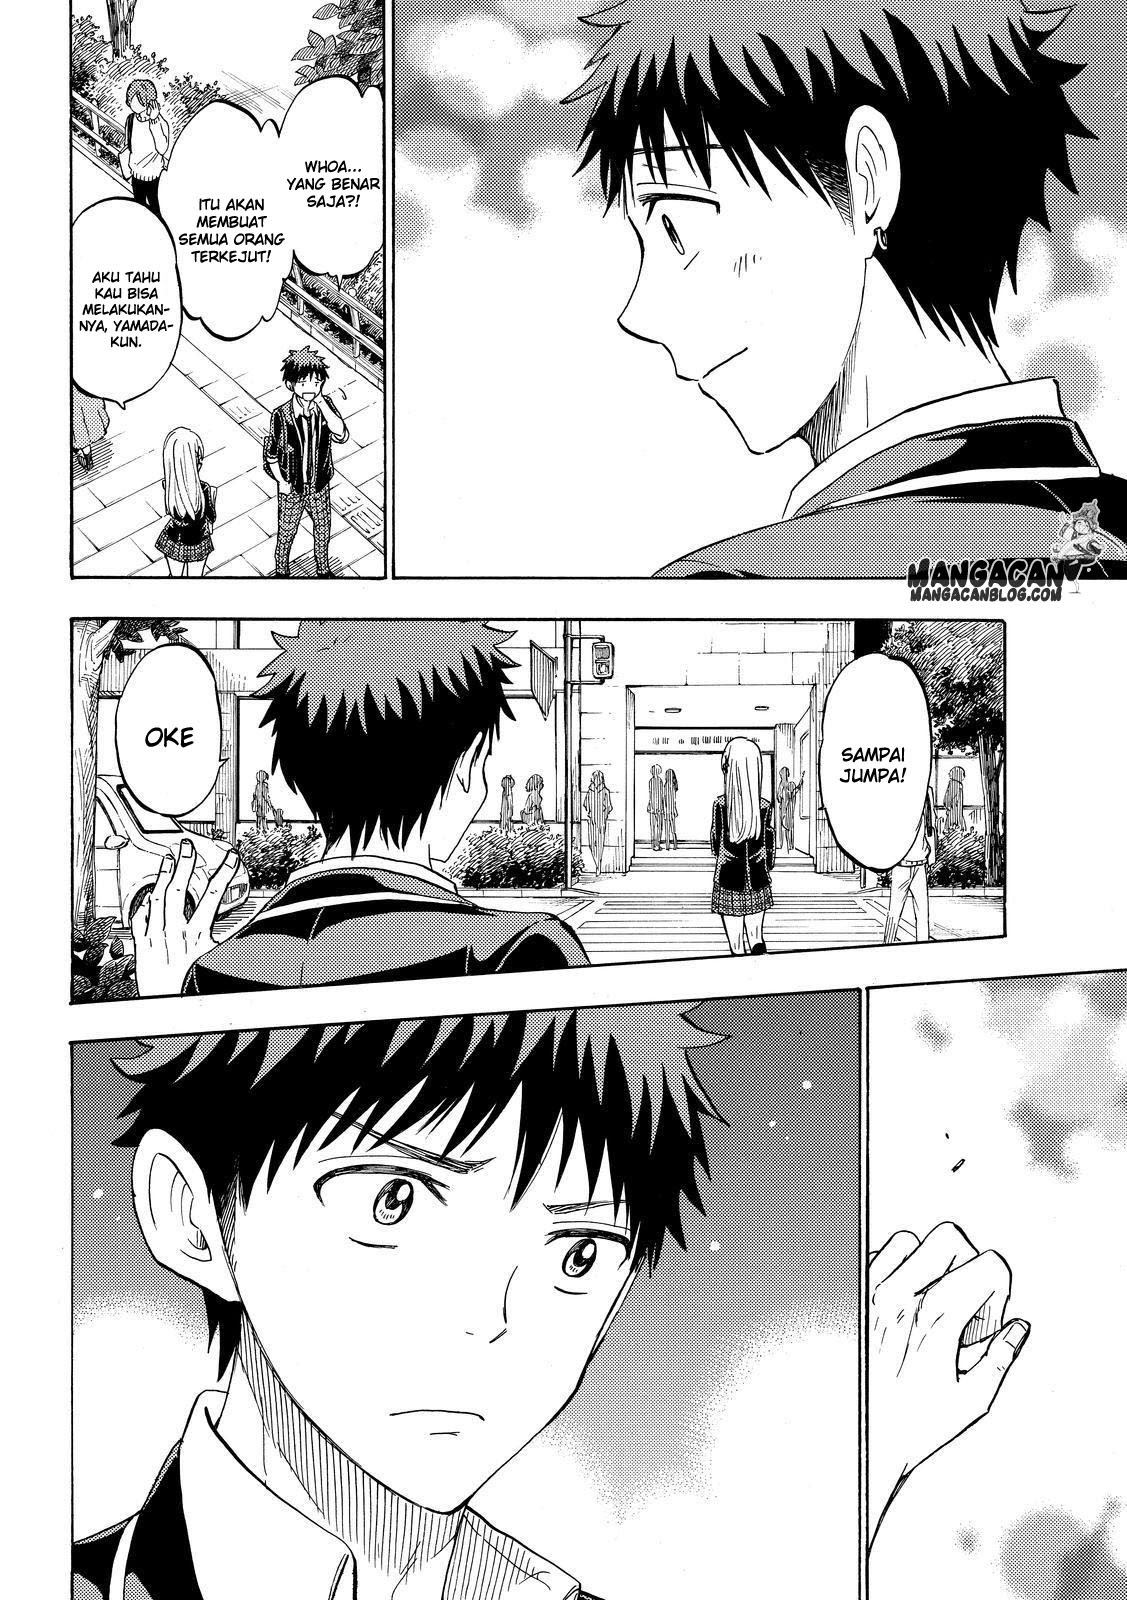 WHOA...
YANG BENAR
SAJA?!
ITU AKAN
MEMBUAT
SEMUA ORANG
TERKEJUT!
AKU TAHU
KAU BISA
MELAKUKAN-
NYA, YAMADA-
KUN.
MANGACAN
MANGACANBLOG.COM
SAMPAI
JUMPA!
OKE